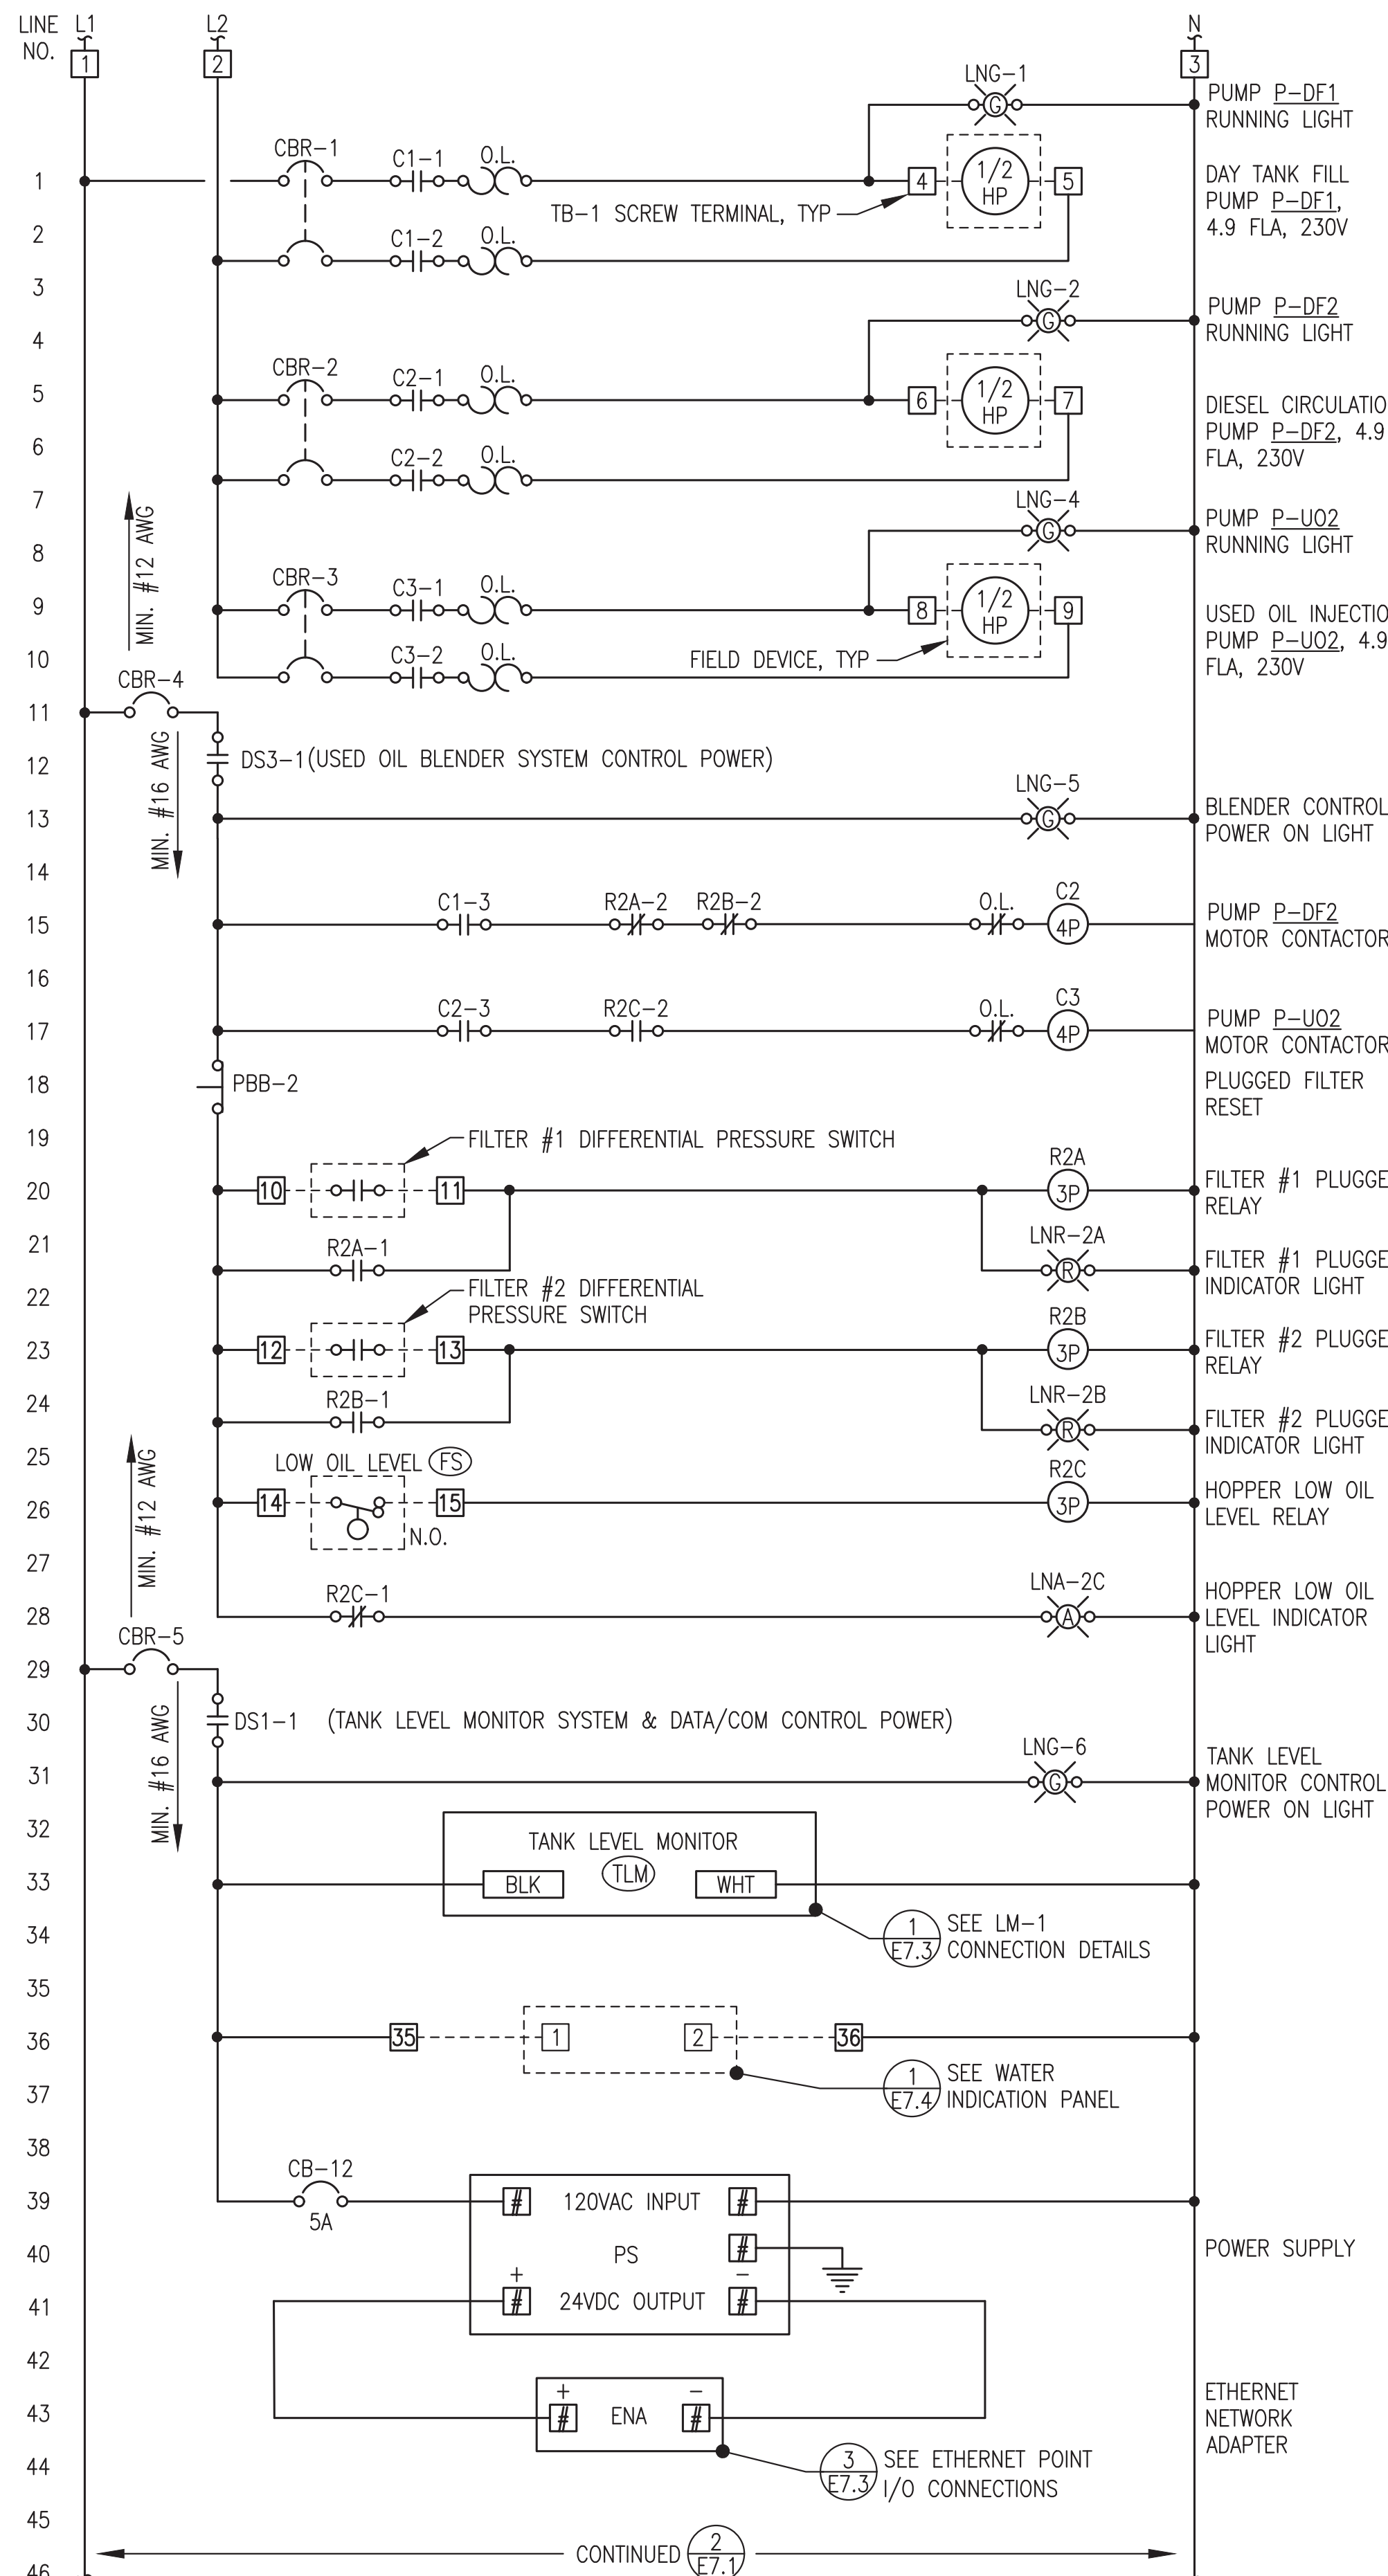 LINE NO. L1 L2 N
1 2 3
LNG-1
G
PUMP P-DF1
RUNNING LIGHT
CBR-1 C1-1 O.L.
1 4 1/2 HP 5
DAY TANK FILL
PUMP P-DF1,
4.9 FLA, 230V
TB-1 SCREW TERMINAL, TYP
2
C1-2 O.L.
3
LNG-2
G
PUMP P-DF2
RUNNING LIGHT
4
CBR-2 C2-1 O.L.
5 6 1/2 HP 7
DIESEL CIRCULATIO
PUMP P-DF2, 4.9
FLA, 230V
6
C2-2 O.L.
7
MIN. #12 AWG
LNG-4
G
PUMP P-UO2
RUNNING LIGHT
8
CBR-3 C3-1 O.L.
9 8 1/2 HP 9
USED OIL INJECTIO
PUMP P-UO2, 4.9
FLA, 230V
10
C3-2 O.L.
FIELD DEVICE, TYP
CBR-4
11
MIN. #16 AWG
12 DS3-1 (USED OIL BLENDER SYSTEM CONTROL POWER)
LNG-5
13 G
BLENDER CONTROL
POWER ON LIGHT
14
C1-3 R2A-2 R2B-2 O.L. C2
15 4P
PUMP P-DF2
MOTOR CONTACTOR
16
C2-3 R2C-2 O.L. C3
17 4P
PUMP P-UO2
MOTOR CONTACTOR
18 PBB-2
PLUGGED FILTER
RESET
19
FILTER #1 DIFFERENTIAL PRESSURE SWITCH
R2A
20 10 11 3P
FILTER #1 PLUGGE
RELAY
21
R2A-1 LNR-2A
R
FILTER #1 PLUGGE
INDICATOR LIGHT
22
FILTER #2 DIFFERENTIAL
PRESSURE SWITCH
R2B
23 12 13 3P
FILTER #2 PLUGGE
RELAY
24
R2B-1 LNR-2B
R
FILTER #2 PLUGGE
INDICATOR LIGHT
25
MIN. #12 AWG
LOW OIL LEVEL FS
R2C
26 14 15 3P
N.O.
HOPPER LOW OIL
LEVEL RELAY
27
R2C-1 LNA-2C
28 A
HOPPER LOW OIL
LEVEL INDICATOR
LIGHT
CBR-5
29
MIN. #16 AWG
30 DS1-1 (TANK LEVEL MONITOR SYSTEM & DATA/COM CONTROL POWER)
LNG-6
31 G
TANK LEVEL
MONITOR CONTROL
POWER ON LIGHT
32
TANK LEVEL MONITOR
33 BLK TLM WHT
34
1
E7.3
SEE LM-1
CONNECTION DETAILS
35
36 35 1 2 36
37
1
E7.4
SEE WATER
INDICATION PANEL
38
CB-12
39 # 120VAC INPUT #
5A
40 PS #
POWER SUPPLY
+ -
41 # 24VDC OUTPUT #
42
+ -
43 # ENA #
ETHERNET
NETWORK
ADAPTER
44
3
E7.3
SEE ETHERNET POINT
I/O CONNECTIONS
45
CONTINUED 2
E7.1
46